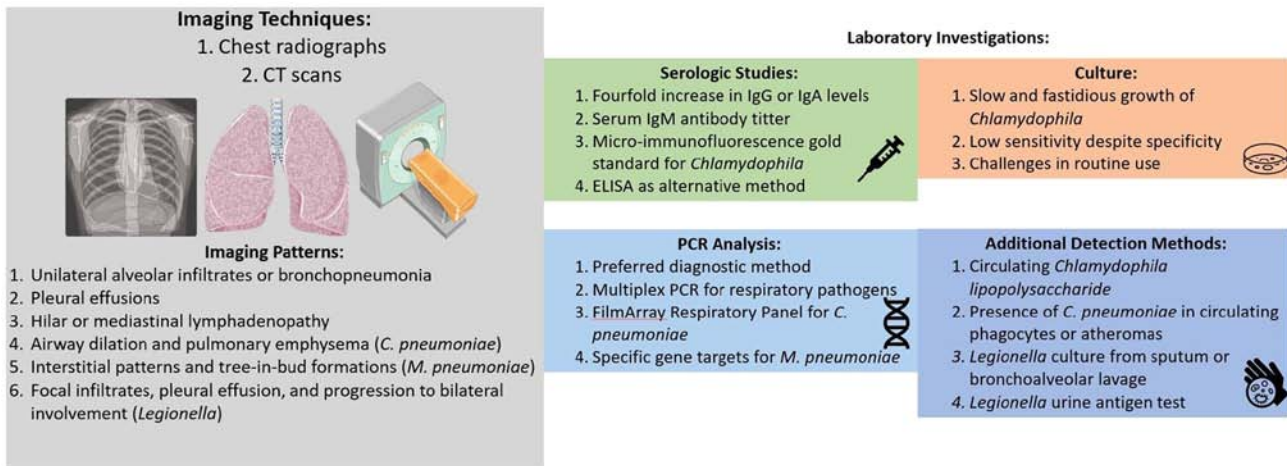 Imaging Techniques:
1. Chest radiographs
2. CT scans
Imaging Patterns:
1. Unilateral alveolar infiltrates or bronchopneumonia
2. Pleural effusions
3. Hilar or mediastinal lymphadenopathy
4. Airway dilation and pulmonary emphysema (C. pneumoniae)
5. Interstitial patterns and tree-in-bud formations (M. pneumoniae)
6. Focal infiltrates, pleural effusion, and progression to bilateral
involvement (Legionella)
Laboratory Investigations:
Serologic Studies:
1. Fourfold increase in IgG or IgA levels
2. Serum IgM antibody titter
3. Micro-immunofluorescence gold
standard for Chlamydophila
4. ELISA as alternative method
Culture:
1. Slow and fastidious growth of
Chlamydophila
2. Low sensitivity despite specificity
3. Challenges in routine use
PCR Analysis:
1. Preferred diagnostic method
2. Multiplex PCR for respiratory pathogens
3. FilmArray Respiratory Panel for C.
pneumoniae
4. Specific gene targets for M. pneumoniae
Additional Detection Methods:
1. Circulating Chlamydophila
lipopolysaccharide
2. Presence of C. pneumoniae in circulating
phagocytes or atheromas
3. Legionella culture from sputum or
bronchoalveolar lavage
4. Legionella urine antigen test